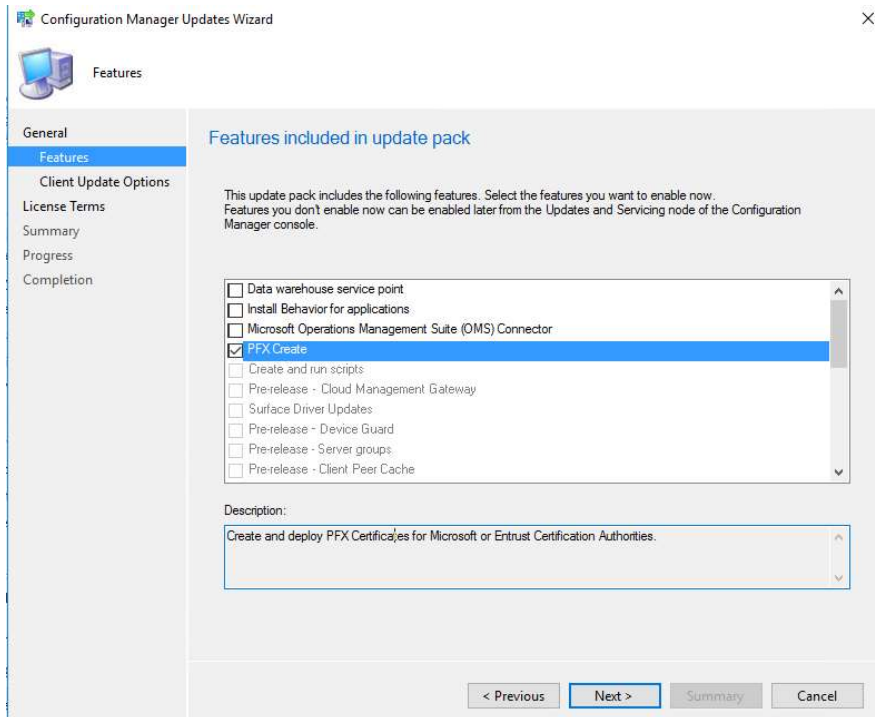 Configuration Manager Updates Wizard
Features
General
Features
Client Update Options
License Terms
Summary
Progress
Completion
Features included in update pack
This update pack includes the following features. Select the features you want to enable now.
Features you don't enable now can be enabled later from the Updates and Servicing node of the Configuration
Manager console.
Data warehouse service point
Install Behavior for applications
Microsoft Operations Management Suite (OMS) Connector
PFX Create
Create and run scripts
Pre-release - Cloud Management Gateway
Surface Driver Updates
Pre-release - Device Guard
Pre-release - Server groups
Pre-release - Client Peer Cache
Description:
Create and deploy PFX Certificates for Microsoft or Entrust Certification Authorities.
< Previous
Next >
Summary
Cancel